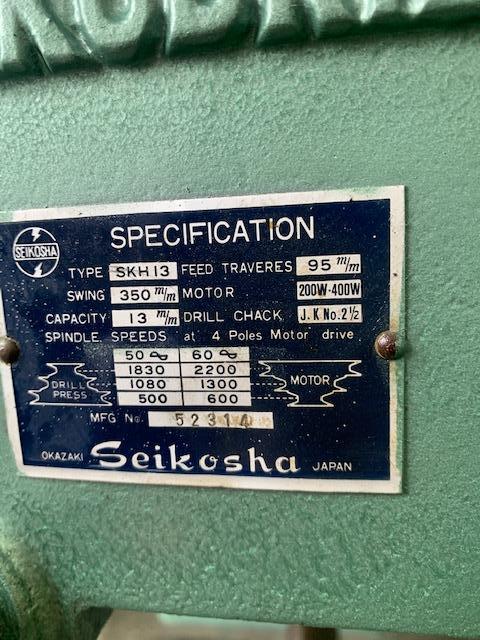 SEIKOSHA
SPECIFICATION
TYPE SKH13 FEED TRAVERES 95 m/m
SWING 350 m/m MOTOR 200W-400W
CAPACITY 13 m/m DRILL CHACK J.K No.2½
SPINDLE SPEEDS at 4 Poles Motor drive
50 ~ 60 ~
1830 2200
DRILL PRESS 1080 1300 MOTOR
500 600
MFG No. 52314
OKAZAKI Seikosha JAPAN